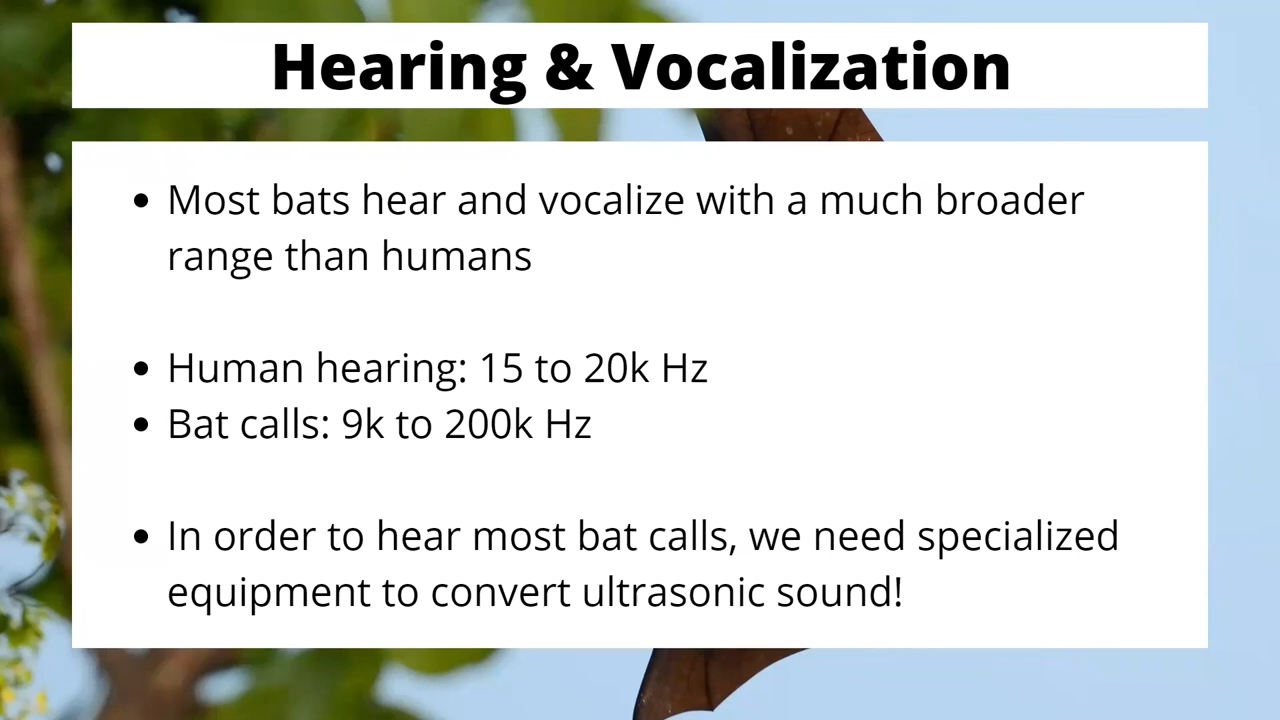 Hearing & Vocalization
• Most bats hear and vocalize with a much broader
range than humans
• Human hearing: 15 to 20k Hz
• Bat calls: 9k to 200k Hz
• In order to hear most bat calls, we need specialized
equipment to convert ultrasonic sound!